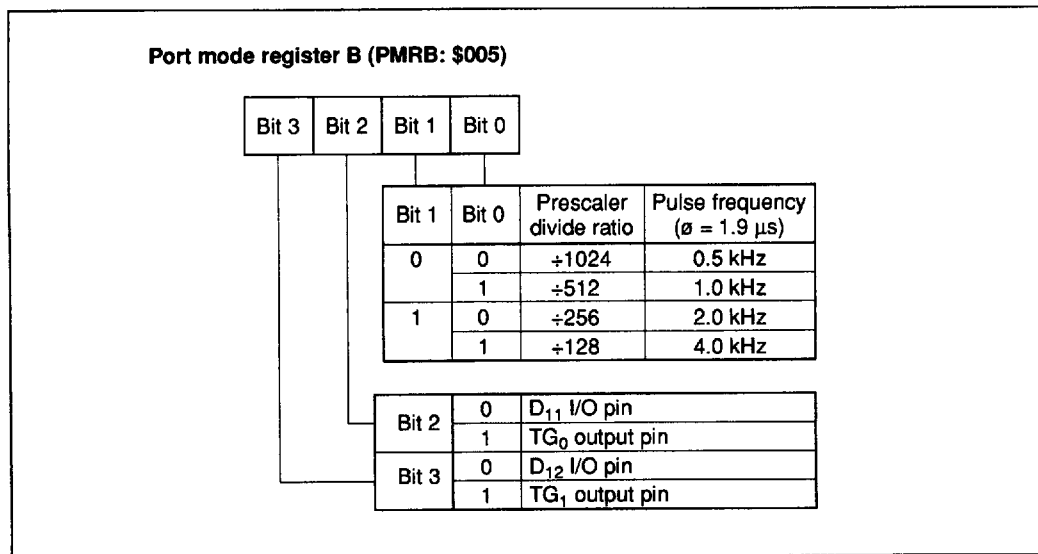 Port mode register B (PMRB: $005)
Bit 3 Bit 2 Bit 1 Bit 0
Bit 1 Bit 0 Prescaler divide ratio Pulse frequency (ø = 1.9 µs)
0 0 ÷1024 0.5 kHz
1 ÷512 1.0 kHz
1 0 ÷256 2.0 kHz
1 ÷128 4.0 kHz
Bit 2 0 D11 I/O pin
1 TG0 output pin
Bit 3 0 D12 I/O pin
1 TG1 output pin